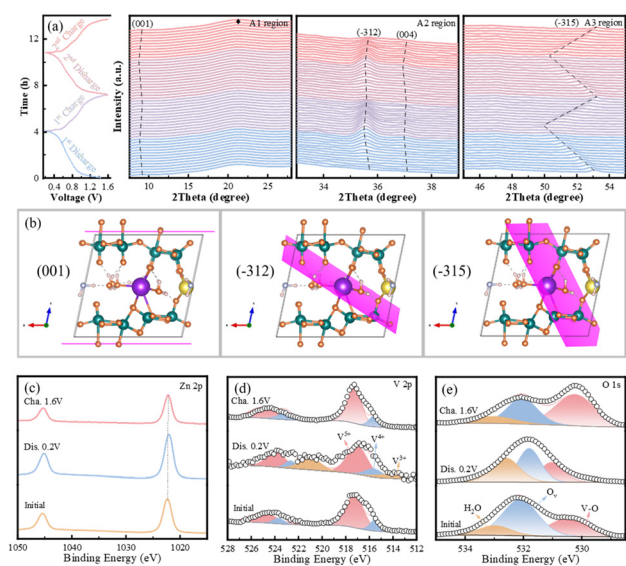 (a)
2nd Charge
2nd Disharge
1st Charge
1st Disharge
12
8
4
0
Time (h)
0.4 0.8 1.2 1.6
Voltage (V)
Intensity (a.u.)
(001)
A1 region
10 15 20 25
2Theta (degree)
(-312)
A2 region
(004)
34 36 38
2Theta (degree)
(-315)
A3 region
46 48 50 52 54
2Theta (degree)
(b)
(001)
(-312)
(-315)
(c)
Zn 2p
Cha. 1.6V
Dis. 0.2V
Initial
1050 1040 1030 1020
Binding Energy (eV)
(d)
V 2p
Cha. 1.6V
Dis. 0.2V
V5+
V4+
V3+
Initial
528 526 524 522 520 518 516 514 512
Binding Energy (eV)
(e)
O 1s
Cha. 1.6V
Dis. 0.2V
Initial
H2O
Ov
V-O
534 532 530
Binding Energy (eV)